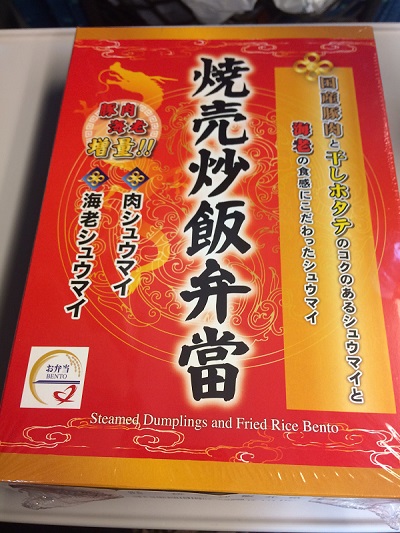 国産豚肉と干しホタテのコクのあるシュウマイと
海老の食感にこだわったシュウマイ
焼売炒飯弁當
豚肉
海老
増量!!
肉シュウマイ
海老シュウマイ
お弁当
BENTO
Steamed Dumplings and Fried Rice Bento